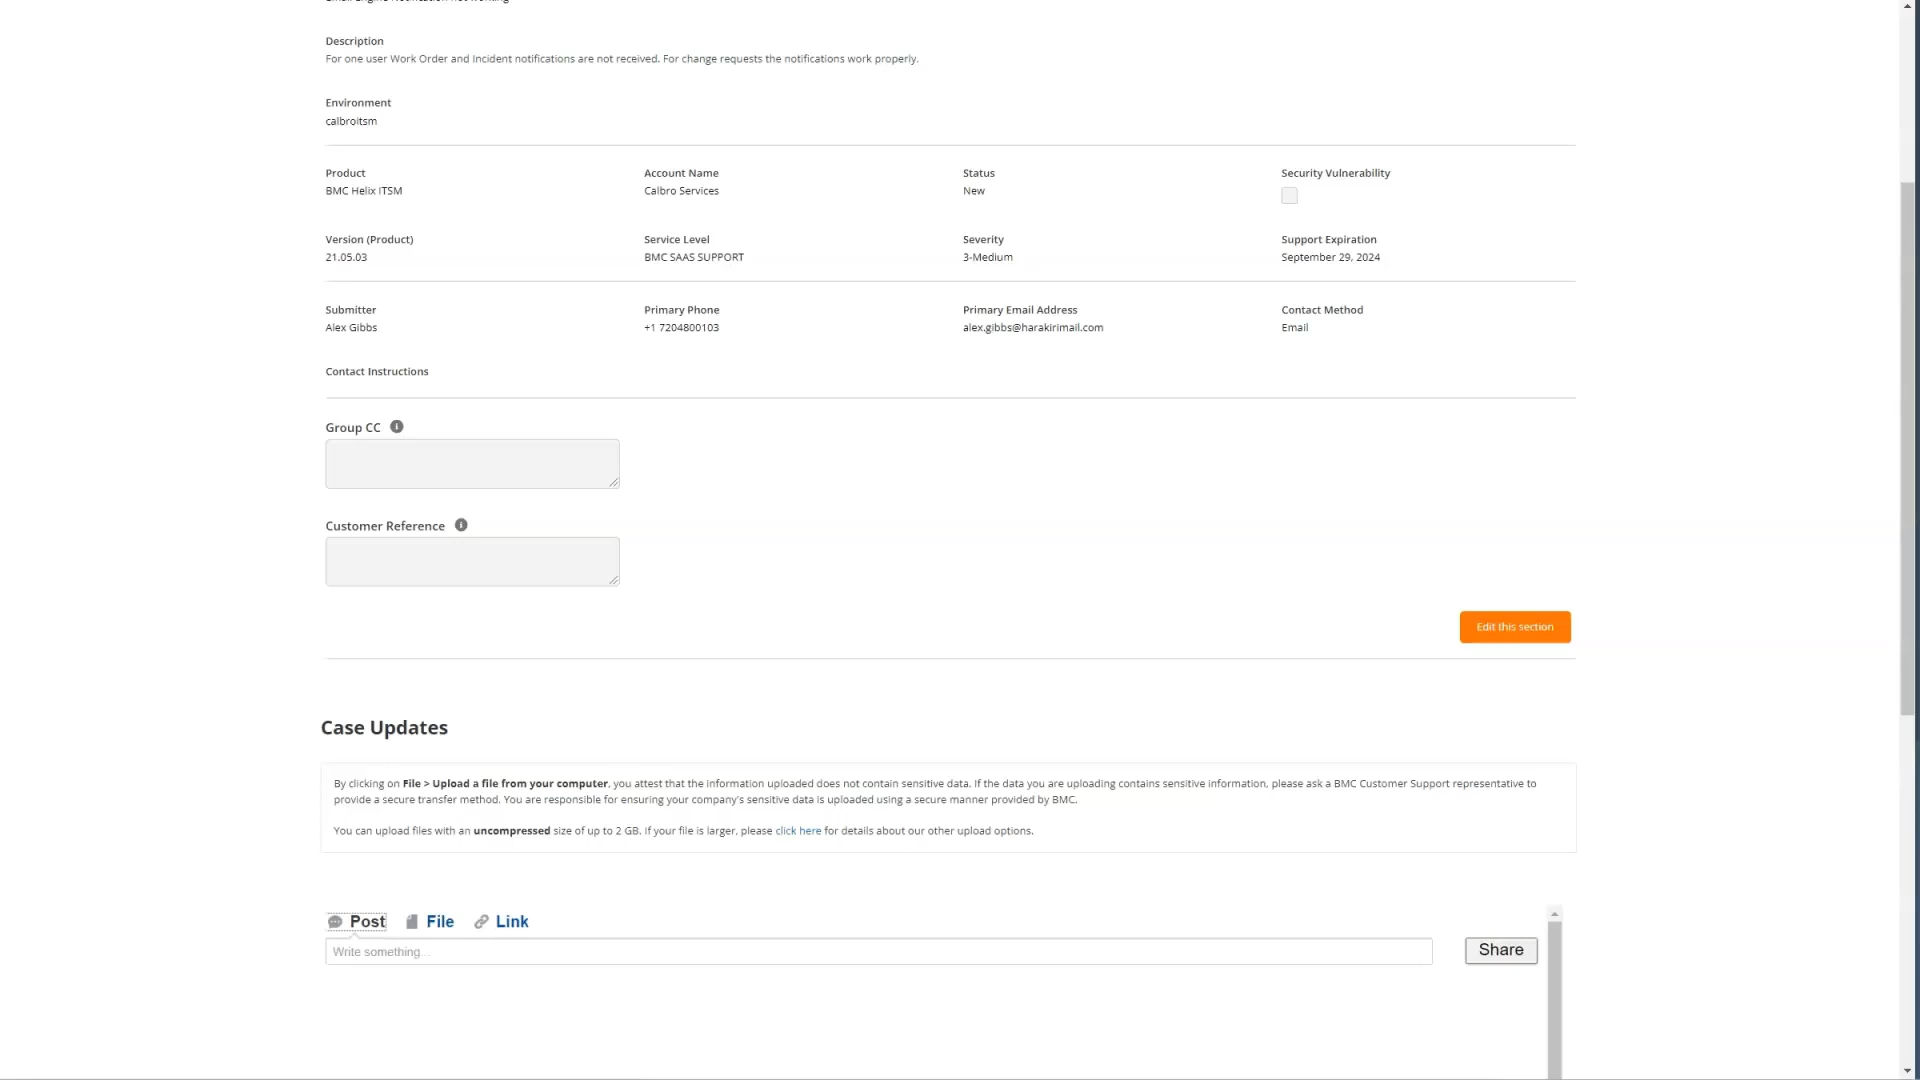 Email Engine Notification not working
Description
For one user Work Order and Incident notifications are not received. For change requests the notifications work properly.
Environment
calbroitsm
Product
BMC Helix ITSM
Account Name
Calbro Services
Status
New
Security Vulnerability
Version (Product)
21.05.03
Service Level
BMC SAAS SUPPORT
Severity
3-Medium
Support Expiration
September 29, 2024
Submitter
Alex Gibbs
Primary Phone
+1 7204800103
Primary Email Address
alex.gibbs@harakirimail.com
Contact Method
Email
Contact Instructions
Group CC
Customer Reference
Edit this section
Case Updates
By clicking on File > Upload a file from your computer, you attest that the information uploaded does not contain sensitive data. If the data you are uploading contains sensitive information, please ask a BMC Customer Support representative to
provide a secure transfer method. You are responsible for ensuring your company's sensitive data is uploaded using a secure manner provided by BMC.
You can upload files with an uncompressed size of up to 2 GB. If your file is larger, please click here for details about our other upload options.
Post File Link
Write something...
Share